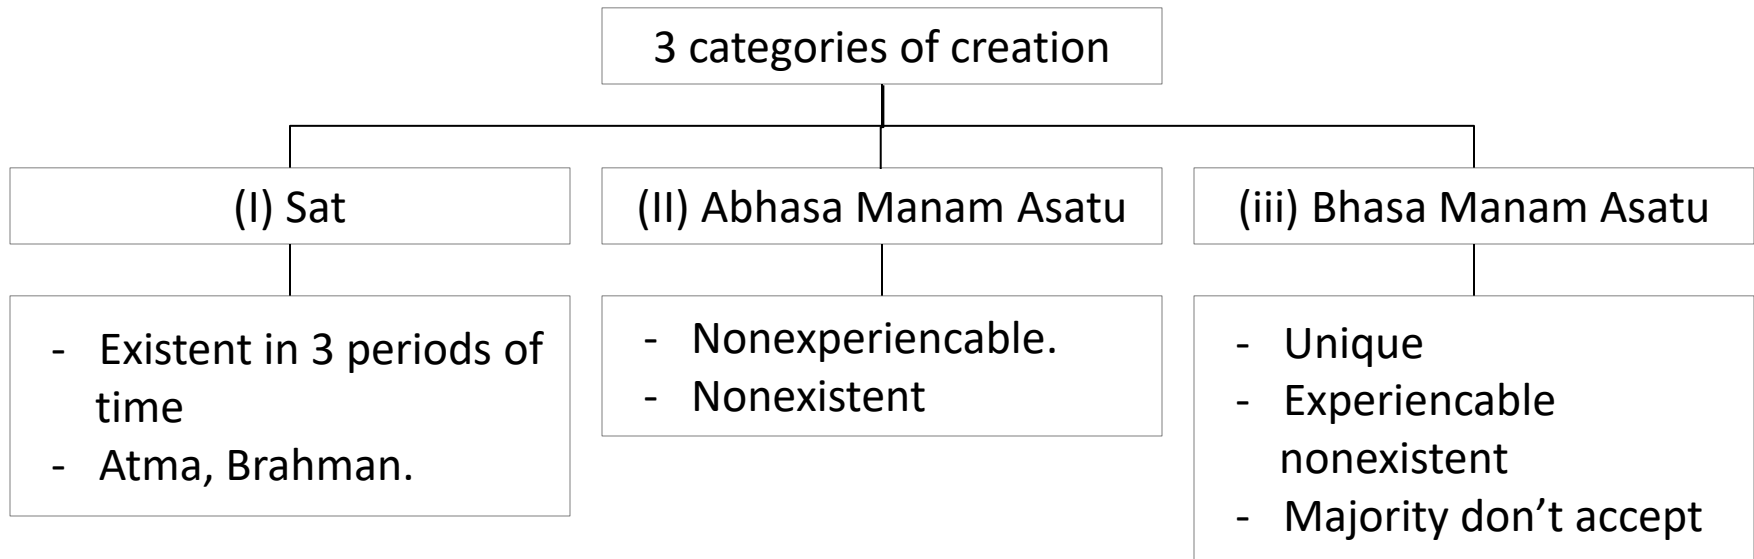 3 categories of creation
(I) Sat
(II) Abhasa Manam Asatu
(iii) Bhasa Manam Asatu
- Existent in 3 periods of
time
- Atma, Brahman.
- Nonexperiencable.
- Nonexistent
- Unique
- Experiencable
nonexistent
- Majority don’t accept